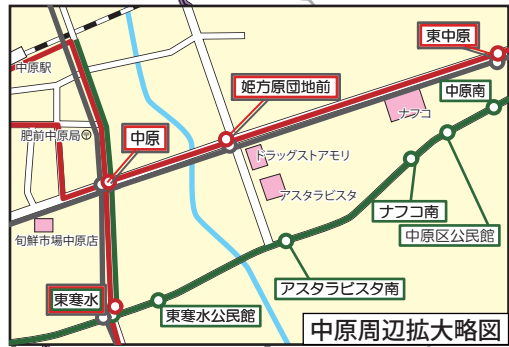 東中原
中原駅
姫方原団地前
中原南
ナフコ
肥前中原局
中原
ドラッグストアモリ
アスタラビスタ
ナフコ南
中原区公民館
旬鮮市場中原店
アスタラビスタ南
東寒水
東寒水公民館
中原周辺拡大略図